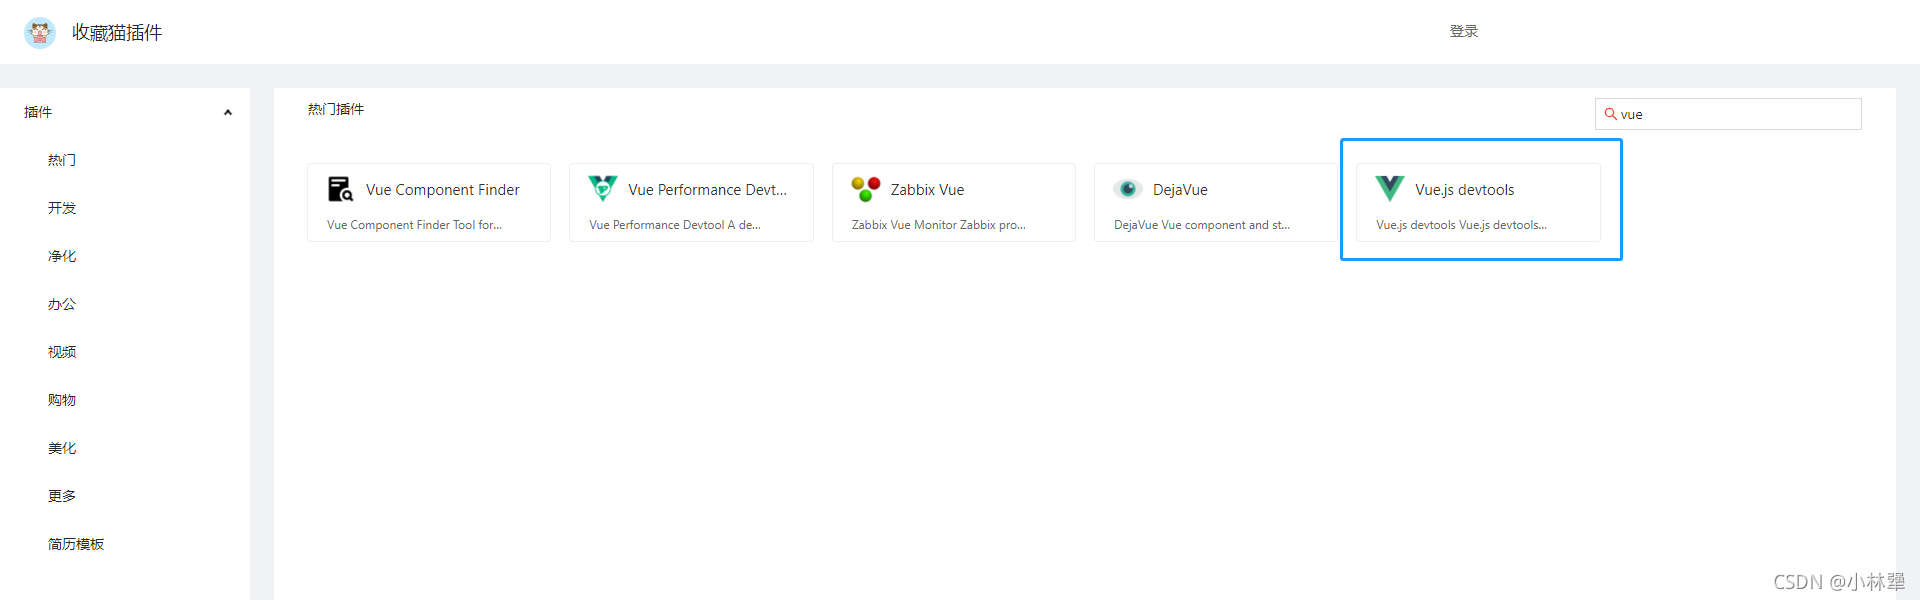 收藏猫插件
登录
插件
热门
开发
净化
办公
视频
购物
美化
更多
简历模板
热门插件
vue
Vue Component Finder
Vue Component Finder Tool for...
Vue Performance Devt...
Vue Performance Devtool A de...
Zabbix Vue
Zabbix Vue Monitor Zabbix pro...
DejaVue
DejaVue Vue component and st...
Vue.js devtools
Vue.js devtools Vue.js devtools...
CSDN @小林犟